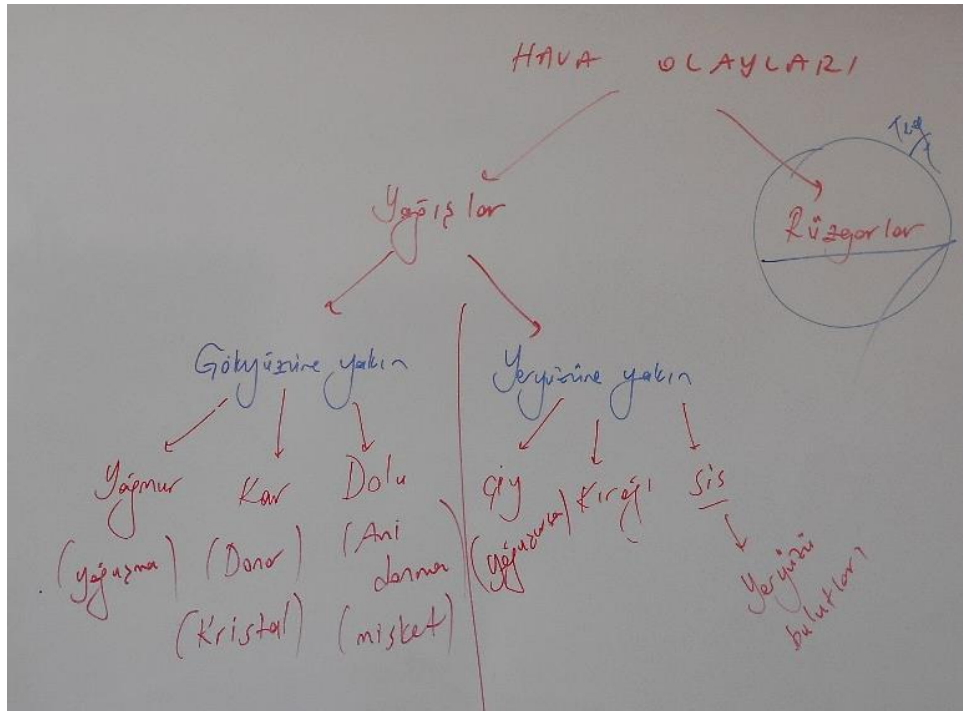 HAVA OLAYLARI
Yağışlar
Rüzgarlar
Gökyüzüne yakın
Yeryüzüne yakın
Yağmur
Kar
Dolu
Çiy
Kırağı
Sis
(yoğuşma)
(Donar)
(Ani
donma)
(yoğuşma)
(Kristal)
(misket)
Yeryüzü
bulutları